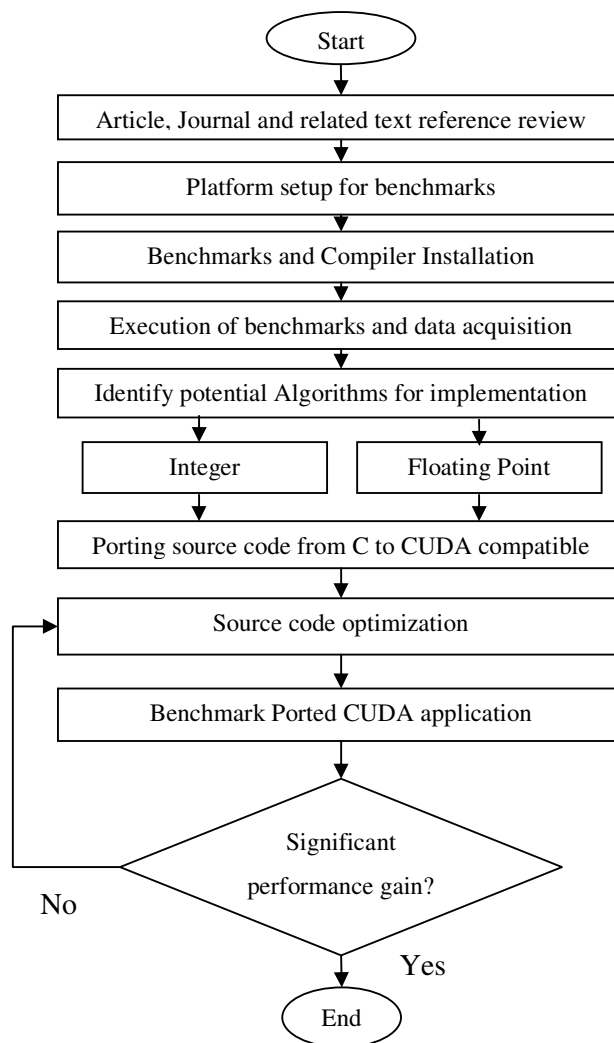 Start
Article, Journal and related text reference review
Platform setup for benchmarks
Benchmarks and Compiler Installation
Execution of benchmarks and data acquisition
Identify potential Algorithms for implementation
Integer
Floating Point
Porting source code from C to CUDA compatible
Source code optimization
Benchmark Ported CUDA application
Significant
performance gain?
No
Yes
End